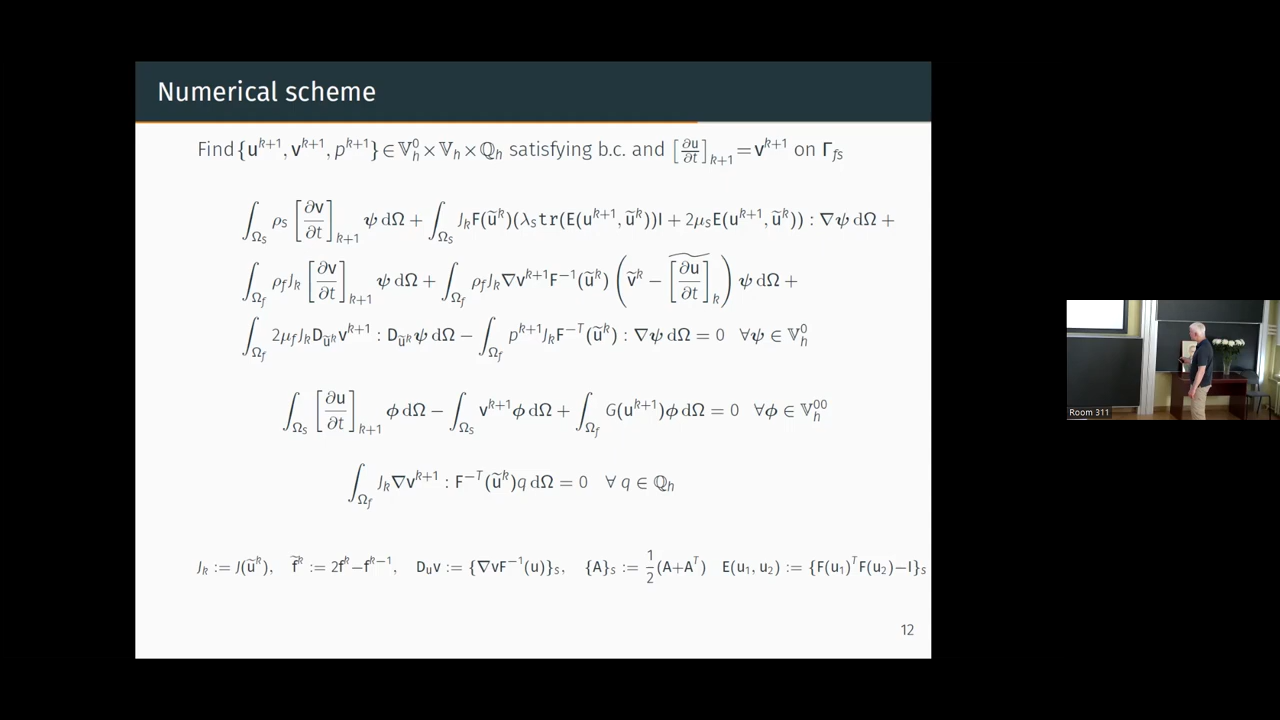 Numerical scheme
Find {u^{k+1}, v^{k+1}, p^{k+1}} ∈ 𝕍_h^0 × 𝕍_h × ℚ_h satisfying b.c. and [∂u/∂t]_{k+1} = v^{k+1} on Γ_{fs}
∫_{Ω_s} ρ_s [∂v/∂t]_{k+1} ψ dΩ + ∫_{Ω_s} J_k F(ũ^k)(λ_s tr(E(u^{k+1}, ũ^k))I + 2μ_s E(u^{k+1}, ũ^k)) : ∇ψ dΩ +
∫_{Ω_f} ρ_f J_k [∂v/∂t]_{k+1} ψ dΩ + ∫_{Ω_f} ρ_f J_k ∇v^{k+1} F^{−1}(ũ^k) (ṽ^k − \widetilde{[∂u/∂t]}_k) ψ dΩ +
∫_{Ω_f} 2μ_f J_k D_{ũ^k} v^{k+1} : D_{ũ^k} ψ dΩ − ∫_{Ω_f} p^{k+1} J_k F^{−T}(ũ^k) : ∇ψ dΩ = 0 ∀ψ ∈ 𝕍_h^0
∫_{Ω_s} [∂u/∂t]_{k+1} ϕ dΩ − ∫_{Ω_s} v^{k+1} ϕ dΩ + ∫_{Ω_f} G(u^{k+1}) ϕ dΩ = 0 ∀ϕ ∈ 𝕍_h^{00}
∫_{Ω_f} J_k ∇v^{k+1} : F^{−T}(ũ^k) q dΩ = 0 ∀ q ∈ ℚ_h
J_k := J(ũ^k), f̃^k := 2f^k − f^{k−1}, D_u v := {∇vF^{−1}(u)}_s, {A}_s := 1/2 (A+A^T) E(u_1, u_2) := {F(u_1)^T F(u_2) − I}_s
12
Room 311